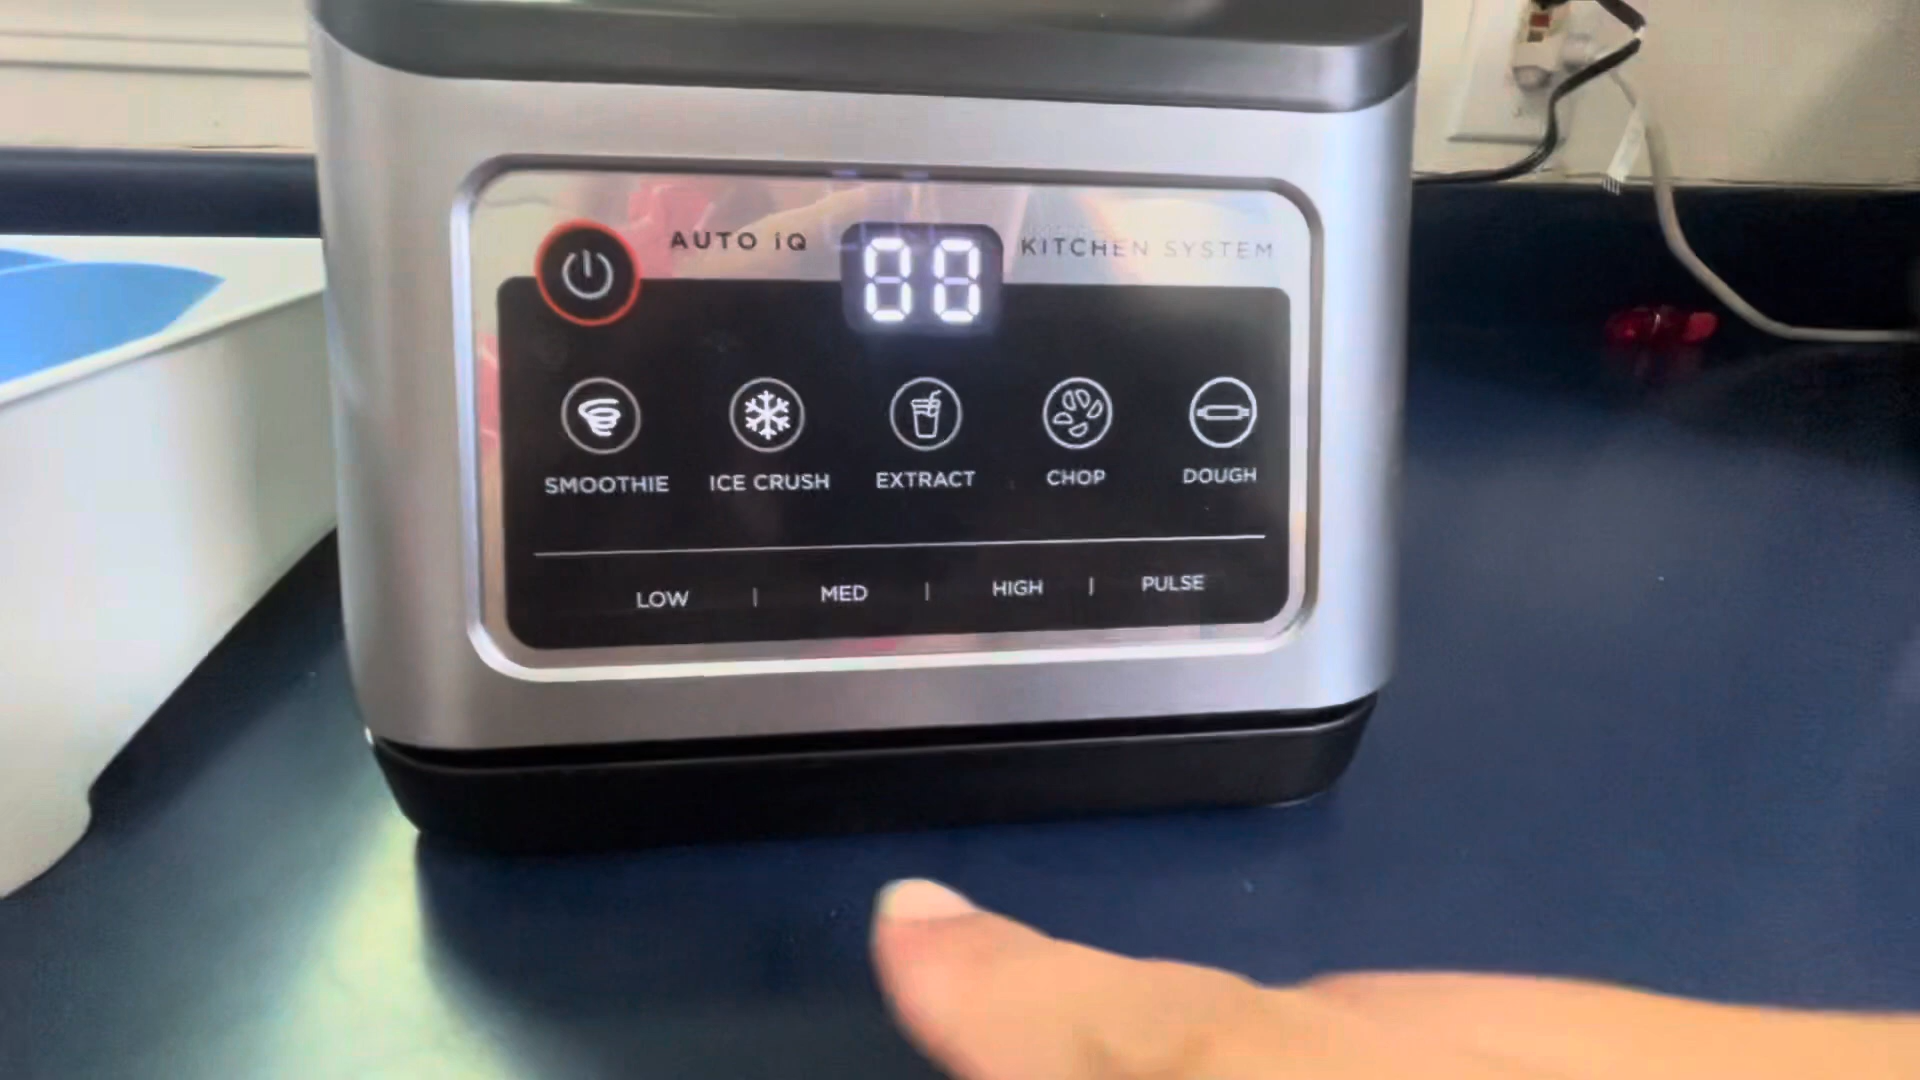 AUTO iQ
00
KITCHEN SYSTEM
SMOOTHIE
ICE CRUSH
EXTRACT
CHOP
DOUGH
LOW | MED | HIGH | PULSE